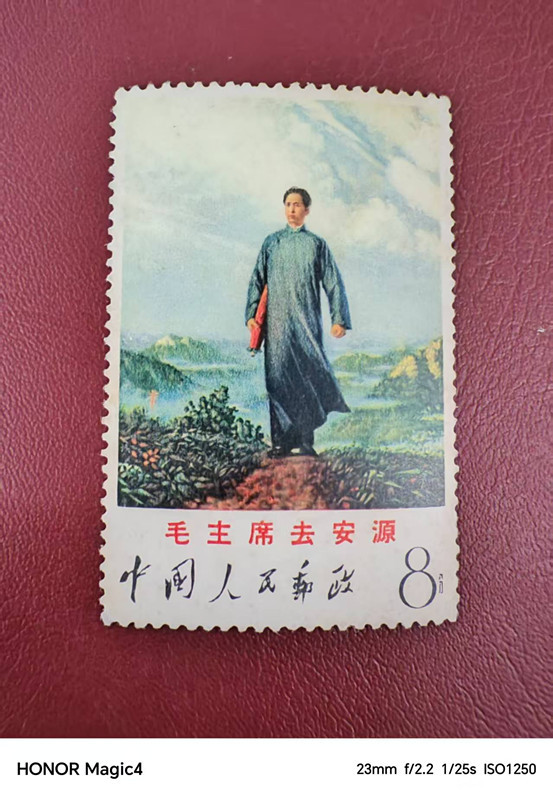 毛主席去安源
中国人民邮政
8分
HONOR Magic4
23mm f/2.2 1/25s ISO1250